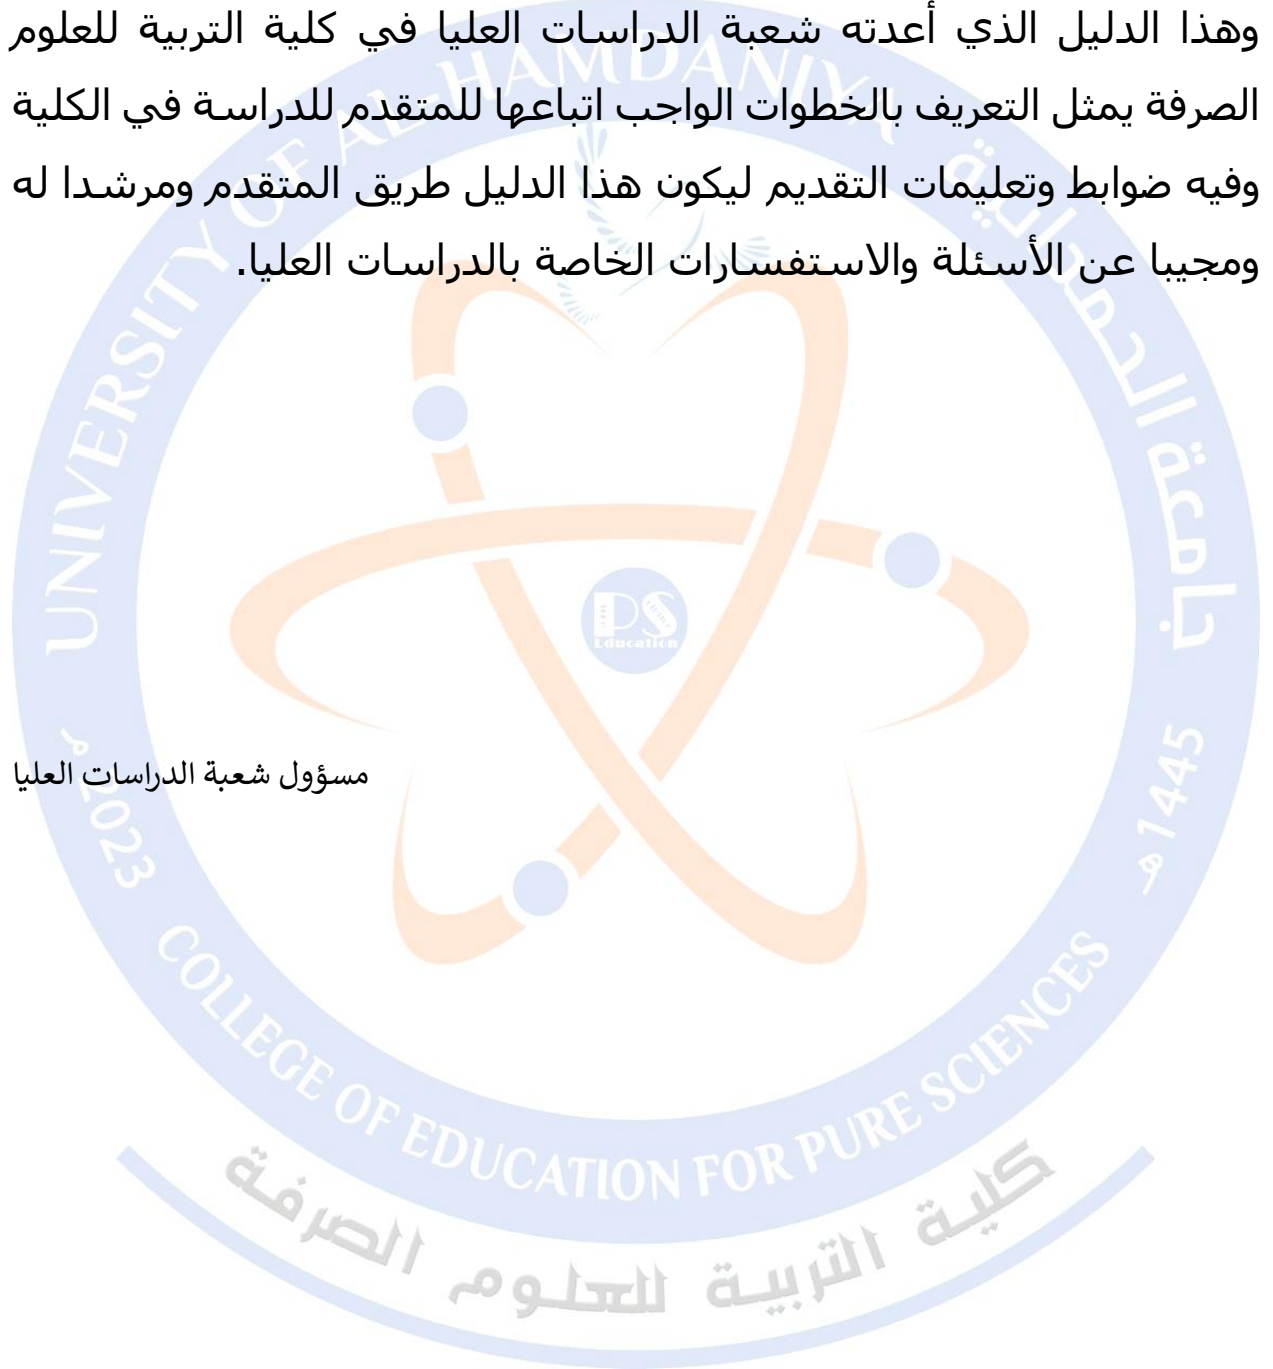 وهذا الدليل الذي أعدته شعبة الدراسات العليا في كلية التربية للعلوم
الصرفة يمثل التعريف بالخطوات الواجب اتباعها للمتقدم للدراسة في الكلية
وفيه ضوابط وتعليمات التقديم ليكون هذا الدليل طريق المتقدم ومرشدا له
ومجيبا عن الأسئلة والاستفسارات الخاصة بالدراسات العليا.
UNIVERSITY OF AL-HAMDANIYA
جامعة الحمدانية
PS
Education
مسؤول شعبة الدراسات العليا
2023 م
1445هـ
COLLEGE OF EDUCATION FOR PURE SCIENCES
كلية التربية للعلوم الصرفة